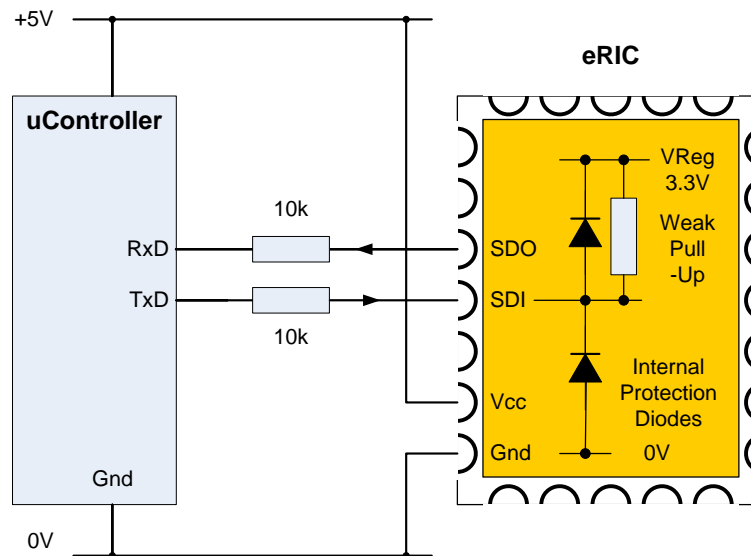 +5V
eRIC
uController
VReg
3.3V
10k
Weak
Pull
-Up
RxD
SDO
TxD
SDI
10k
Internal
Protection
Diodes
Vcc
Gnd
0V
Gnd
0V